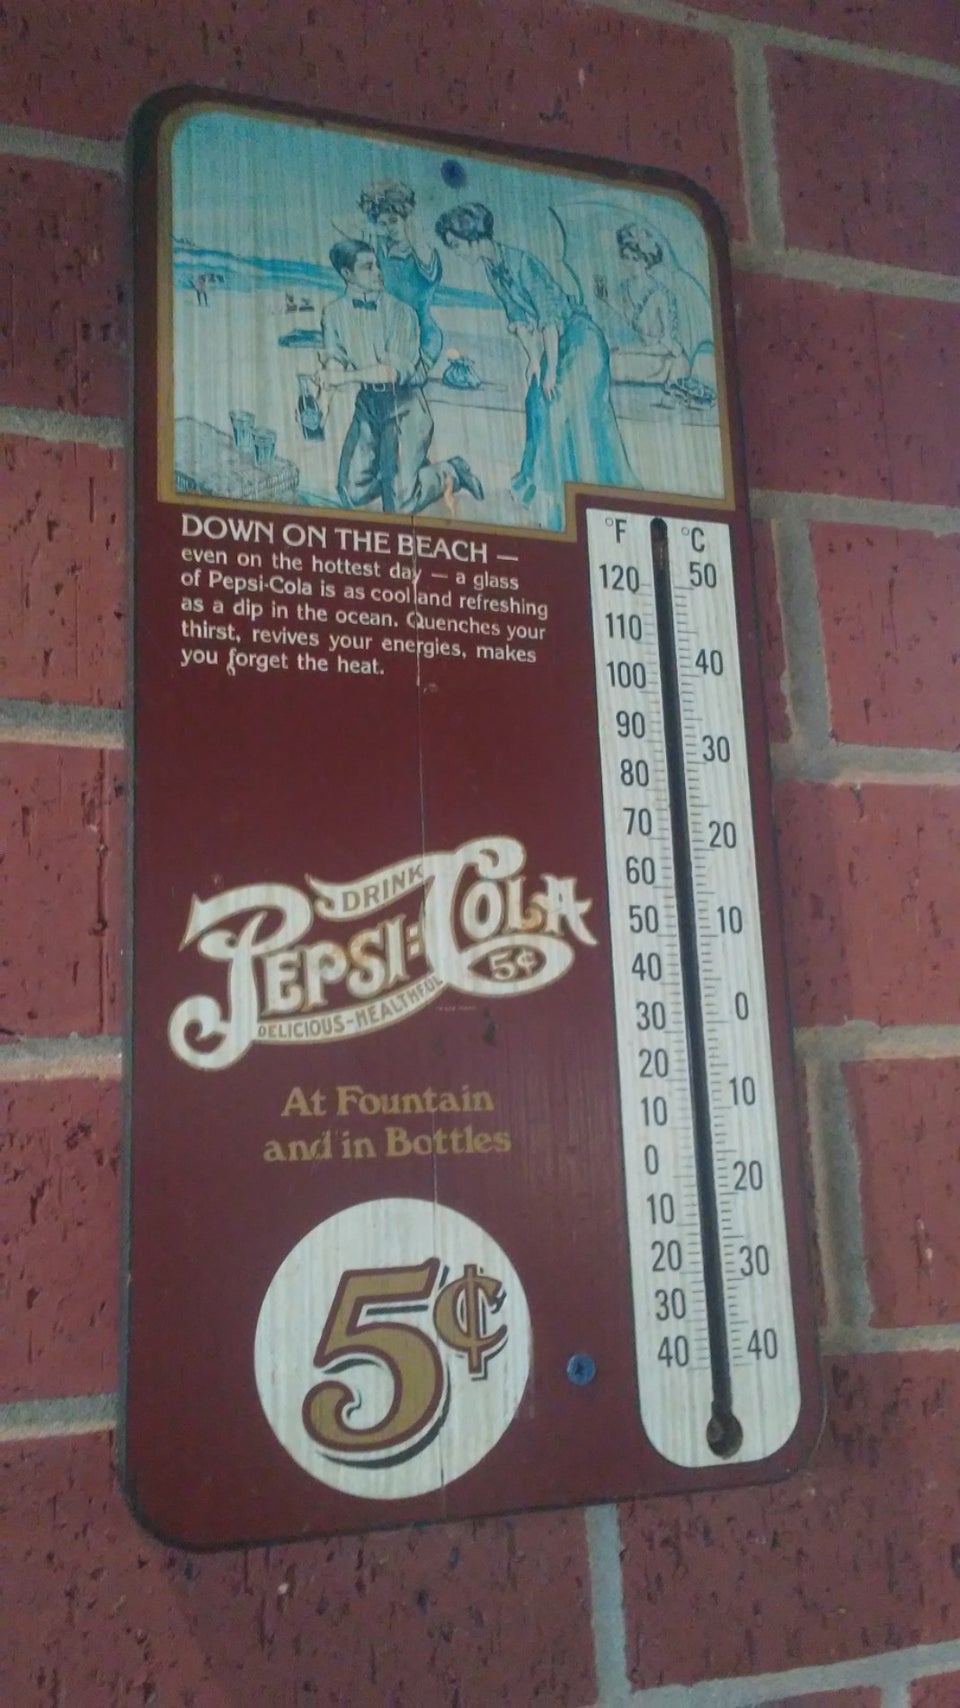 DOWN ON THE BEACH —
even on the hottest day — a glass
of Pepsi-Cola is as cool and refreshing
as a dip in the ocean. Quenches your
thirst, revives your energies, makes
you forget the heat.
DRINK
PEPSI-COLA
5¢
DELICIOUS-HEALTHFUL
At Fountain
and in Bottles
5¢
°F °C
120 50
110
100 40
90
80 30
70
60 20
50 10
40
30 0
20
10 10
0
10 20
20
30 30
40 40